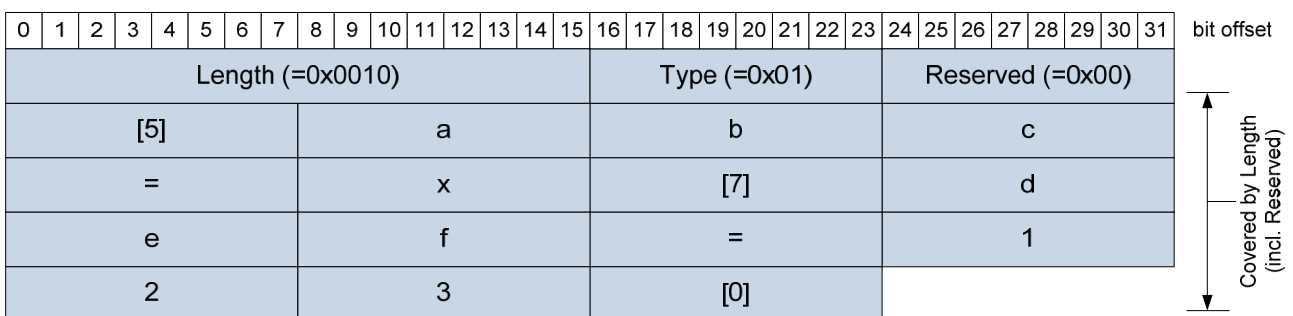 0 1 2 3 4 5 6 7 8 9 10 11 12 13 14 15 16 17 18 19 20 21 22 23 24 25 26 27 28 29 30 31 bit offset
Length (=0x0010) Type (=0x01) Reserved (=0x00)
[5] a b c
= x [7] d
e f = 1
2 3 [0]
Covered by Length
(incl. Reserved)